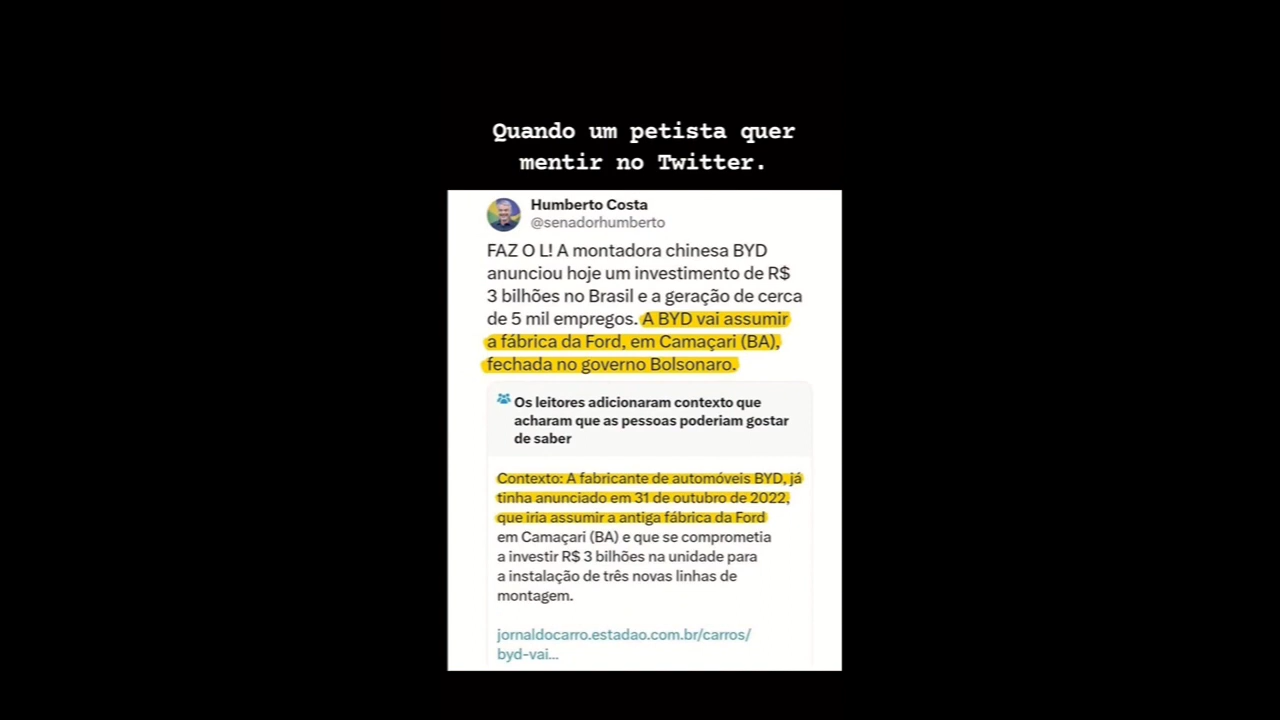 Quando um petista quer
mentir no Twitter.
Humberto Costa
@senadorhumberto
FAZ O L! A montadora chinesa BYD
anunciou hoje um investimento de R$
3 bilhões no Brasil e a geração de cerca
de 5 mil empregos. A BYD vai assumir
a fábrica da Ford, em Camaçari (BA),
fechada no governo Bolsonaro.
Os leitores adicionaram contexto que
acharam que as pessoas poderiam gostar
de saber
Contexto: A fabricante de automóveis BYD, já
tinha anunciado em 31 de outubro de 2022,
que iria assumir a antiga fábrica da Ford
em Camaçari (BA) e que se comprometia
a investir R$ 3 bilhões na unidade para
a instalação de três novas linhas de
montagem.
jornaldocarro.estadao.com.br/carros/
byd-vai...